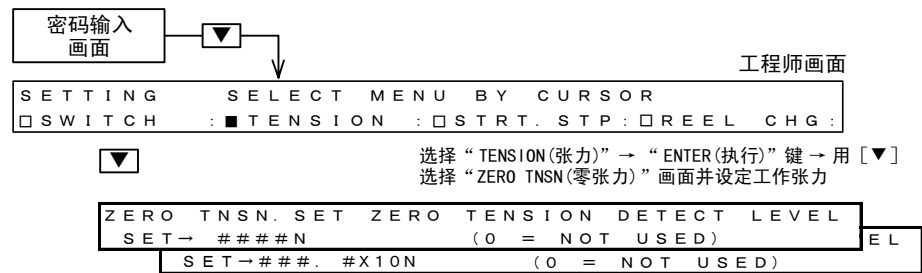 密码输入
画面
▼
工程师画面
SETTING SELECT MENU BY CURSOR
□SWITCH :■TENSION :□STRT.STP:□REEL CHG:
▼
选择“TENSION(张力)”→“ENTER(执行)”键→用［▼］
选择“ZERO TNSN(零张力)”画面并设定工作张力
ZERO TNSN.SET ZERO TENSION DETECT LEVEL
SET→ ####N (0 = NOT USED)
EL
SET→###.#X10N (0 = NOT USED)